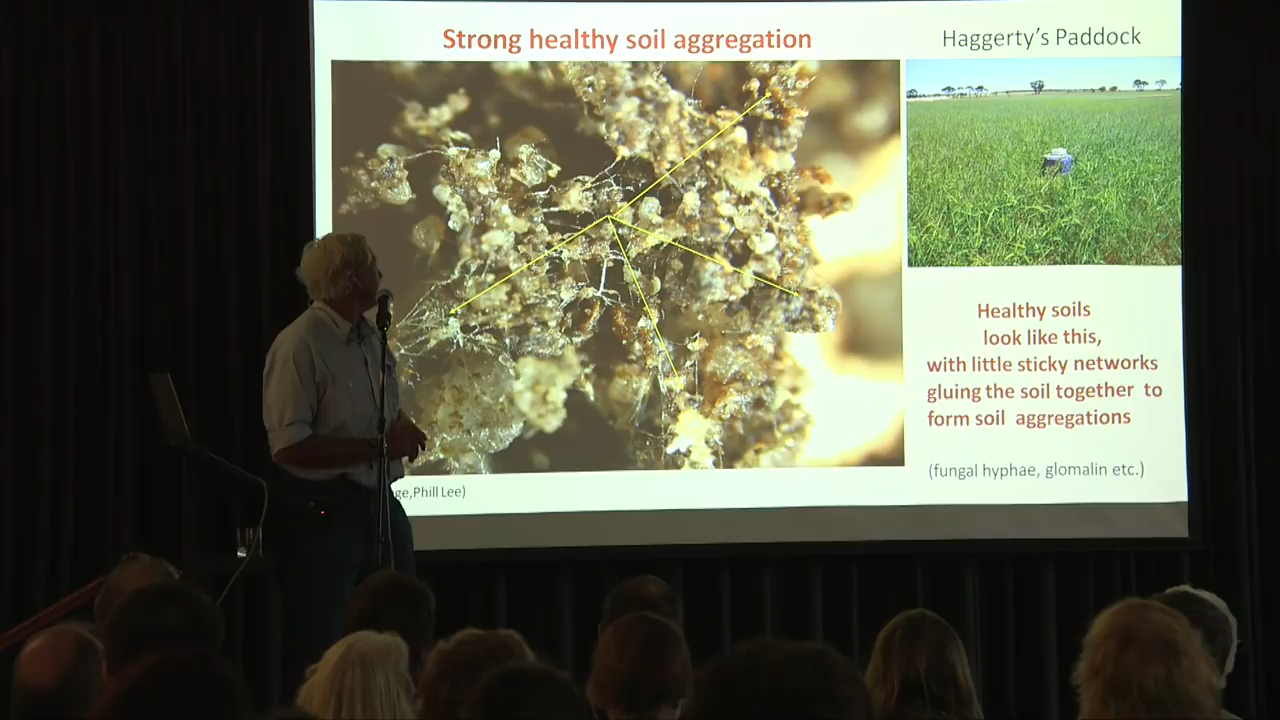 Strong healthy soil aggregation
Haggerty's Paddock
Healthy soils
look like this,
with little sticky networks
gluing the soil together to
form soil aggregations
(fungal hyphae, glomalin etc.)
Phill Lee)